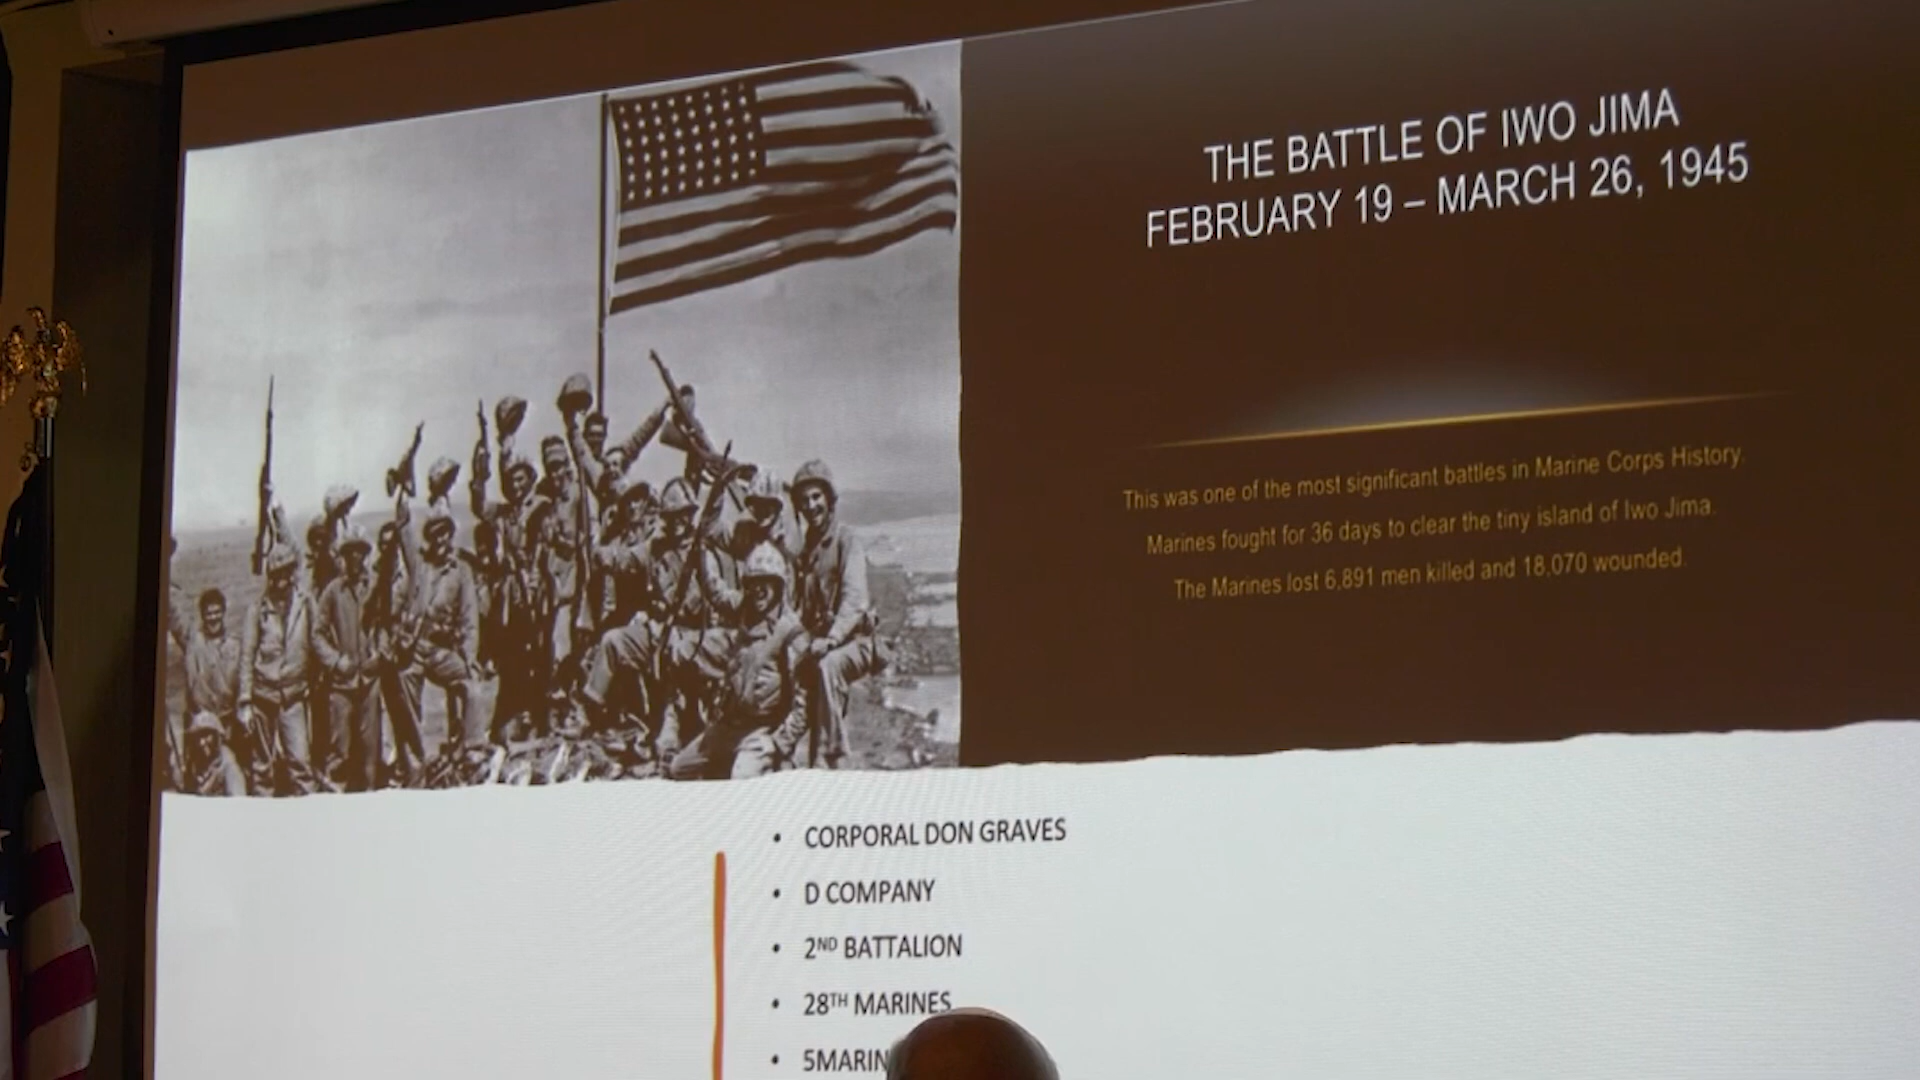 THE BATTLE OF IWO JIMA
FEBRUARY 19 – MARCH 26, 1945
This was one of the most significant battles in Marine Corps History.
Marines fought for 36 days to clear the tiny island of Iwo Jima.
The Marines lost 6,891 men killed and 18,070 wounded.
• CORPORAL DON GRAVES
• D COMPANY
• 2ND BATTALION
• 28TH MARINES